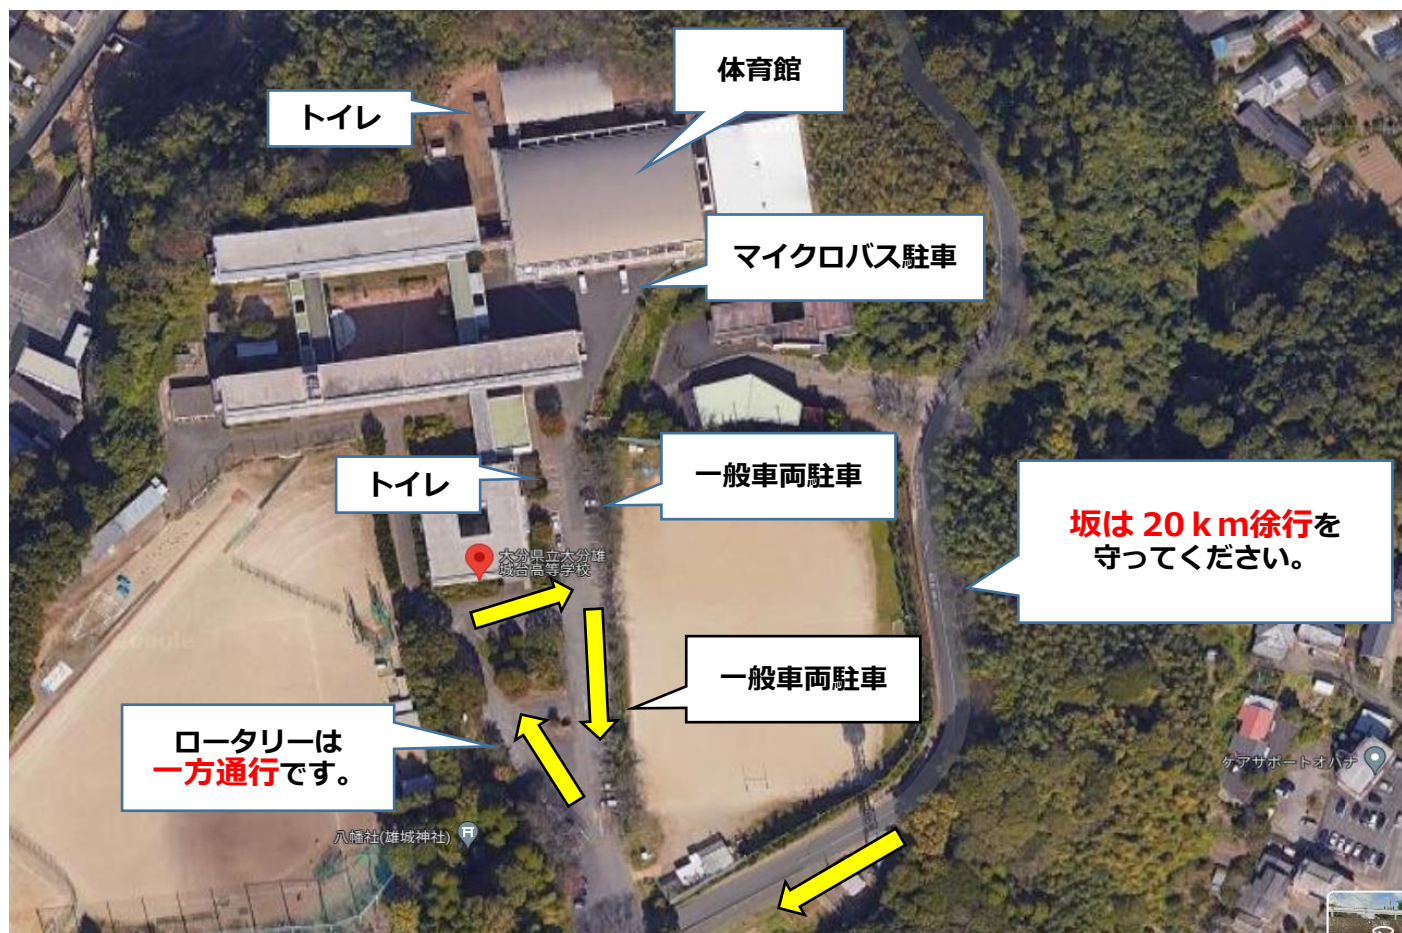 体育館
トイレ
マイクロバス駐車
一般車両駐車
トイレ
坂は 20ｋｍ徐行を
守ってください。
大分県立大分雄
城台高等学校
一般車両駐車
ロータリーは
一方通行です。
ケアサポートオハナ
八幡社(雄城神社)
Google